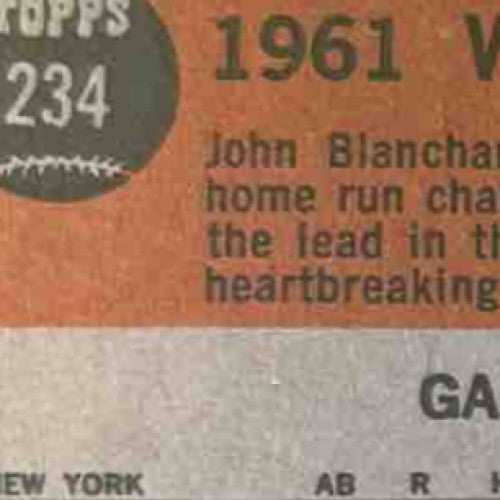 TOPPS
234
1961 W
John Blanchar
home run cha
the lead in th
heartbreaking
GA
NEW YORK AB R